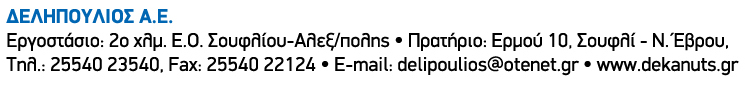 ΔΕΛΗΠΟΥΛΙΟΣ Α.Ε.
Εργοστάσιο: 2ο χλμ. Ε.Ο. Σουφλίου-Αλεξ/πολης • Πρατήριο: Ερμού 10, Σουφλί - Ν. Έβρου,
Τηλ.: 25540 23540, Fax: 25540 22124 • E-mail: delipoulios@otenet.gr • www.dekanuts.gr